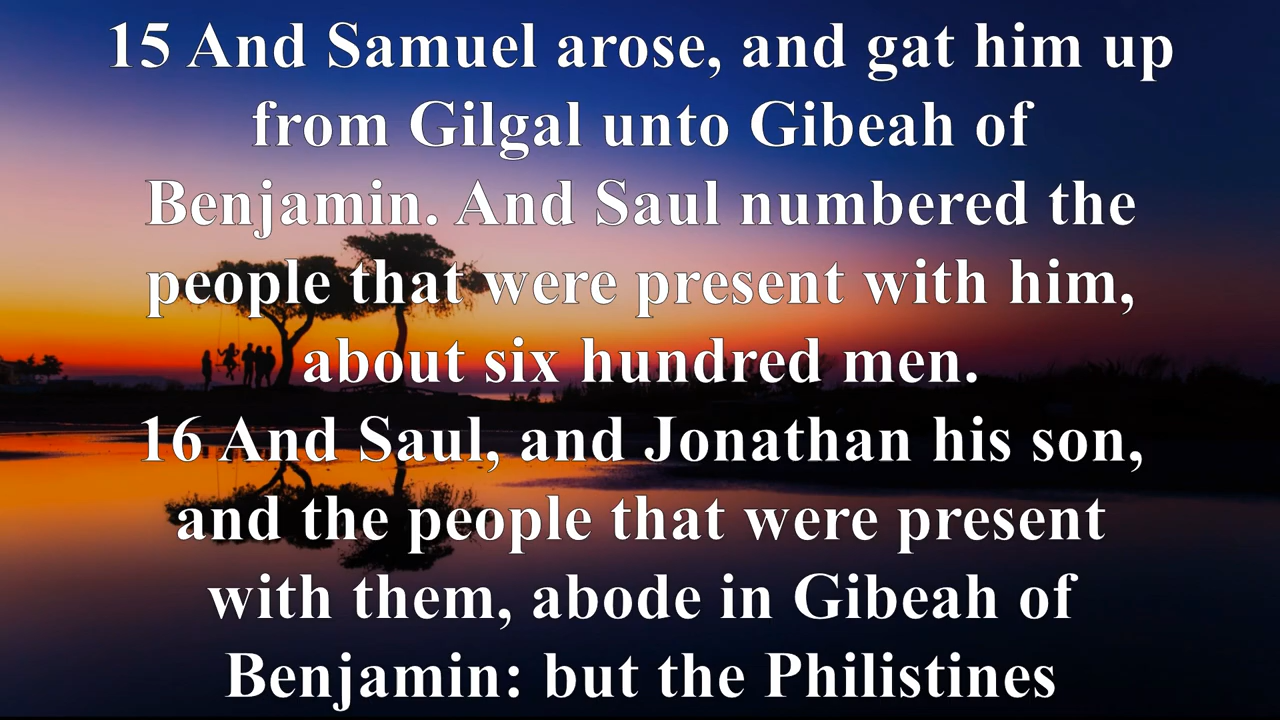 15 And Samuel arose, and gat him up
from Gilgal unto Gibeah of
Benjamin. And Saul numbered the
people that were present with him,
about six hundred men.
16 And Saul, and Jonathan his son,
and the people that were present
with them, abode in Gibeah of
Benjamin: but the Philistines